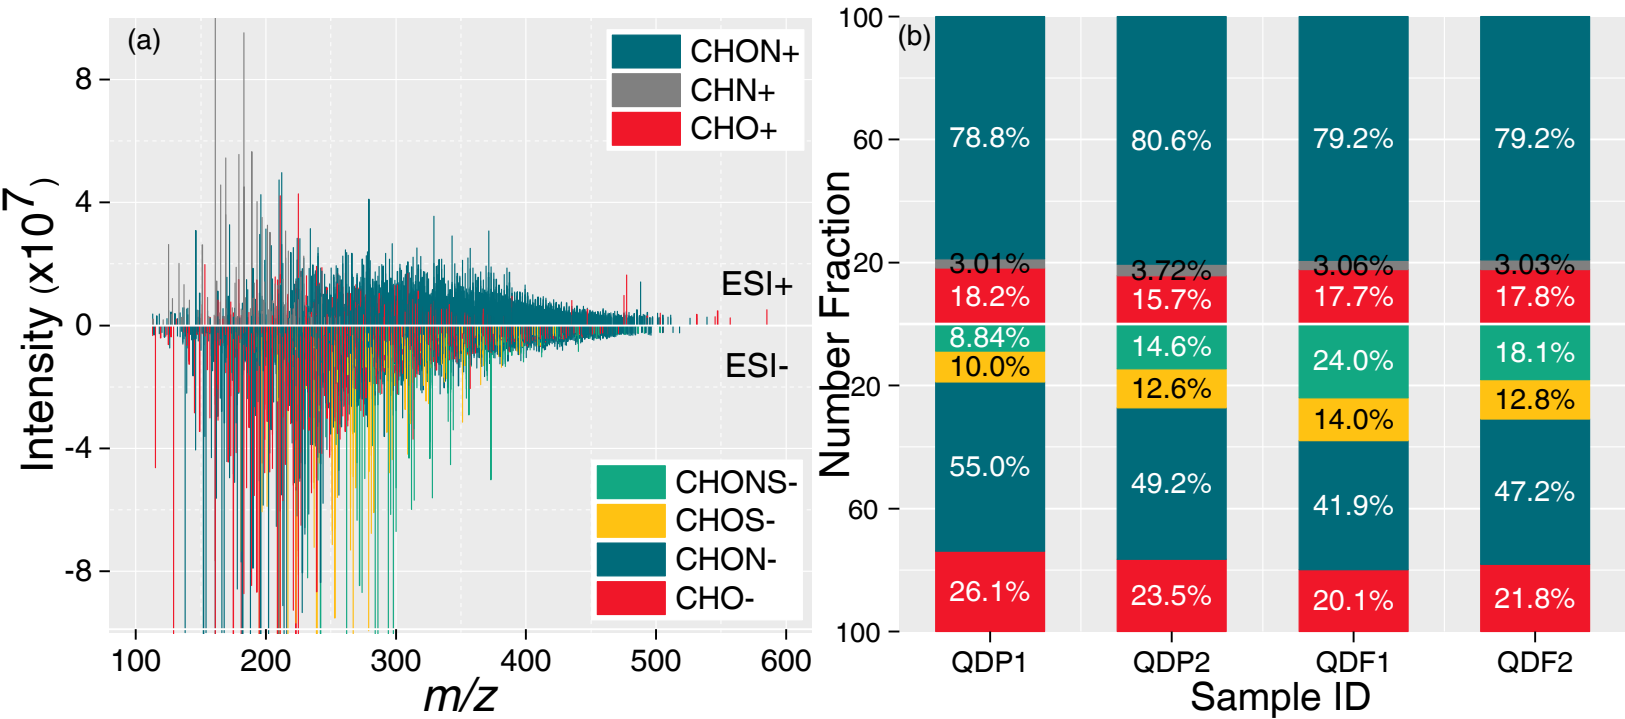 (a)
CHON+
CHN+
CHO+
8
4
0
-4
-8
Intensity (x10⁷)
ESI+
ESI-
CHONS-
CHOS-
CHON-
CHO-
100 200 300 400 500 600
m/z
(b)
100
60
20
20
60
100
Number Fraction
78.8% 80.6% 79.2% 79.2%
3.01% 3.72% 3.06% 3.03%
18.2% 15.7% 17.7% 17.8%
8.84% 14.6% 24.0% 18.1%
10.0% 12.6% 14.0% 12.8%
55.0% 49.2% 41.9% 47.2%
26.1% 23.5% 20.1% 21.8%
QDP1 QDP2 QDF1 QDF2
Sample ID